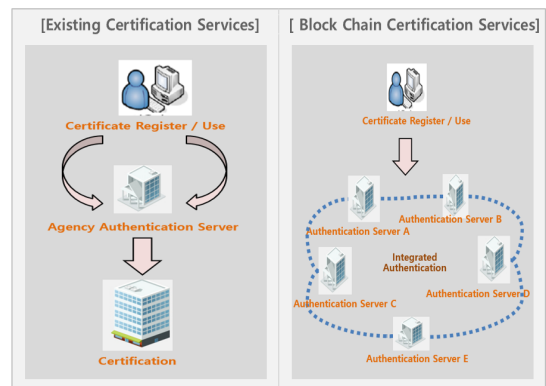 [Existing Certification Services]
Certificate Register / Use
Agency Authentication Server
Certification
[ Block Chain Certification Services]
Certificate Register / Use
Authentication Server A
Authentication Server B
Integrated
Authentication
Authentication Server C
Authentication Server D
Authentication Server E